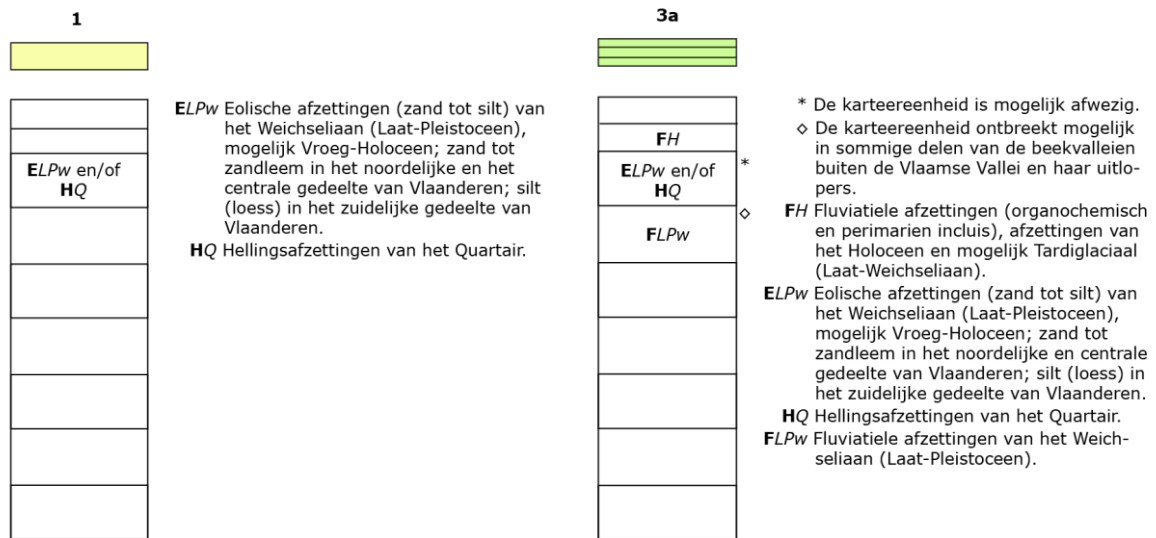 1
ELPw en/of
HQ
ELPw Eolische afzettingen (zand tot silt) van
het Weichseliaan (Laat-Pleistoceen),
mogelijk Vroeg-Holoceen; zand tot
zandleem in het noordelijke en het
centrale gedeelte van Vlaanderen; silt
(loess) in het zuidelijke gedeelte van
Vlaanderen.
HQ Hellingsafzettingen van het Quartair.
3a
FH
ELPw en/of
HQ
*
FLPw
◇
* De karteereenheid is mogelijk afwezig.
◇ De karteereenheid ontbreekt mogelijk
in sommige delen van de beekvalleien
buiten de Vlaamse Vallei en haar uitlo-
pers.
FH Fluviatiele afzettingen (organochemisch
en perimarien incluis), afzettingen van
het Holoceen en mogelijk Tardiglaciaal
(Laat-Weichseliaan).
ELPw Eolische afzettingen (zand tot silt) van
het Weichseliaan (Laat-Pleistoceen),
mogelijk Vroeg-Holoceen; zand tot
zandleem in het noordelijke en centrale
gedeelte van Vlaanderen; silt (loess) in
het zuidelijke gedeelte van Vlaanderen.
HQ Hellingsafzettingen van het Quartair.
FLPw Fluviatiele afzettingen van het Weich-
seliaan (Laat-Pleistoceen).